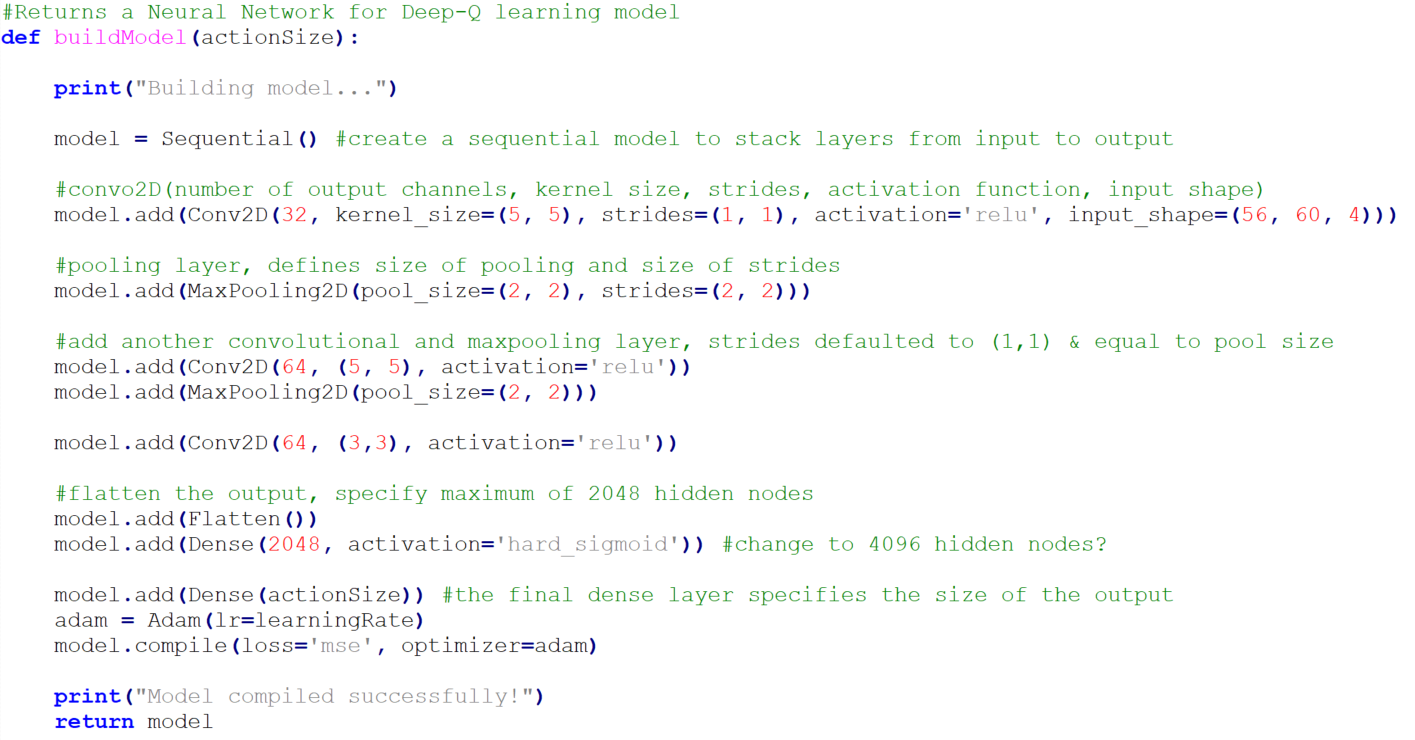 #Returns a Neural Network for Deep-Q learning model
def buildModel(actionSize):

    print("Building model...")

    model = Sequential() #create a sequential model to stack layers from input to output

    #convo2D(number of output channels, kernel size, strides, activation function, input shape)
    model.add(Conv2D(32, kernel_size=(5, 5), strides=(1, 1), activation='relu', input_shape=(56, 60, 4)))

    #pooling layer, defines size of pooling and size of strides
    model.add(MaxPooling2D(pool_size=(2, 2), strides=(2, 2)))

    #add another convolutional and maxpooling layer, strides defaulted to (1,1) & equal to pool size
    model.add(Conv2D(64, (5, 5), activation='relu'))
    model.add(MaxPooling2D(pool_size=(2, 2)))

    model.add(Conv2D(64, (3,3), activation='relu'))

    #flatten the output, specify maximum of 2048 hidden nodes
    model.add(Flatten())
    model.add(Dense(2048, activation='hard_sigmoid')) #change to 4096 hidden nodes?

    model.add(Dense(actionSize)) #the final dense layer specifies the size of the output
    adam = Adam(lr=learningRate)
    model.compile(loss='mse', optimizer=adam)

    print("Model compiled successfully!")
    return model